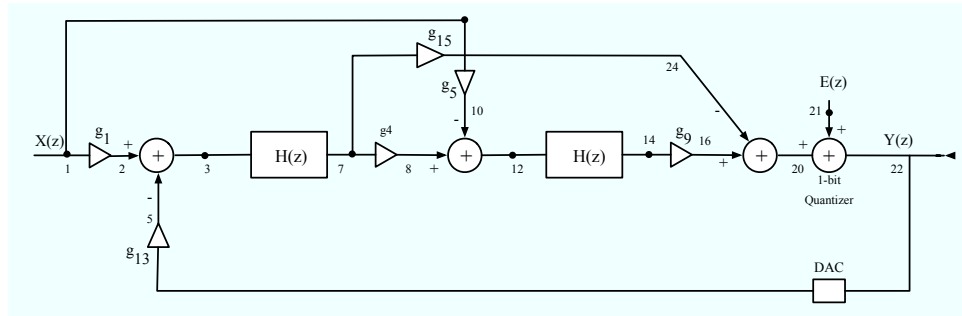 g15
24
g5
10
E(z)
21
+
X(z)
g1
+
1
2
+
3
H(z)
7
g4
8
-
+
+
12
H(z)
14
g9
16
+
-
+
+
20
+
1-bit
Quantizer
Y(z)
22
-
5
g13
DAC